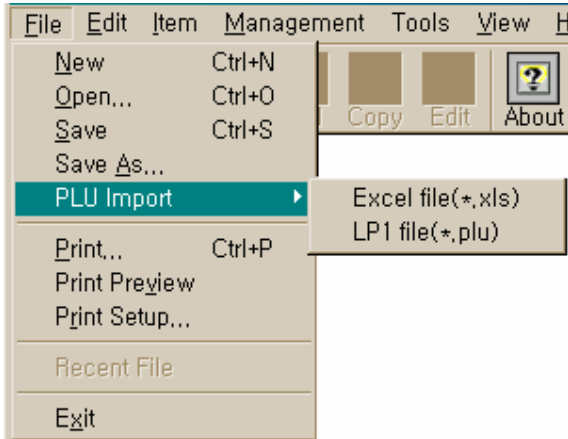 File Edit Item Management Tools View H
New Ctrl+N
Open,,, Ctrl+O
Save Ctrl+S
Save As,,,
PLU Import
Print,,, Ctrl+P
Print Preview
Print Setup,,,
Recent File
Exit
Copy Edit About
Excel file(*,xls)
LP1 file(*,plu)